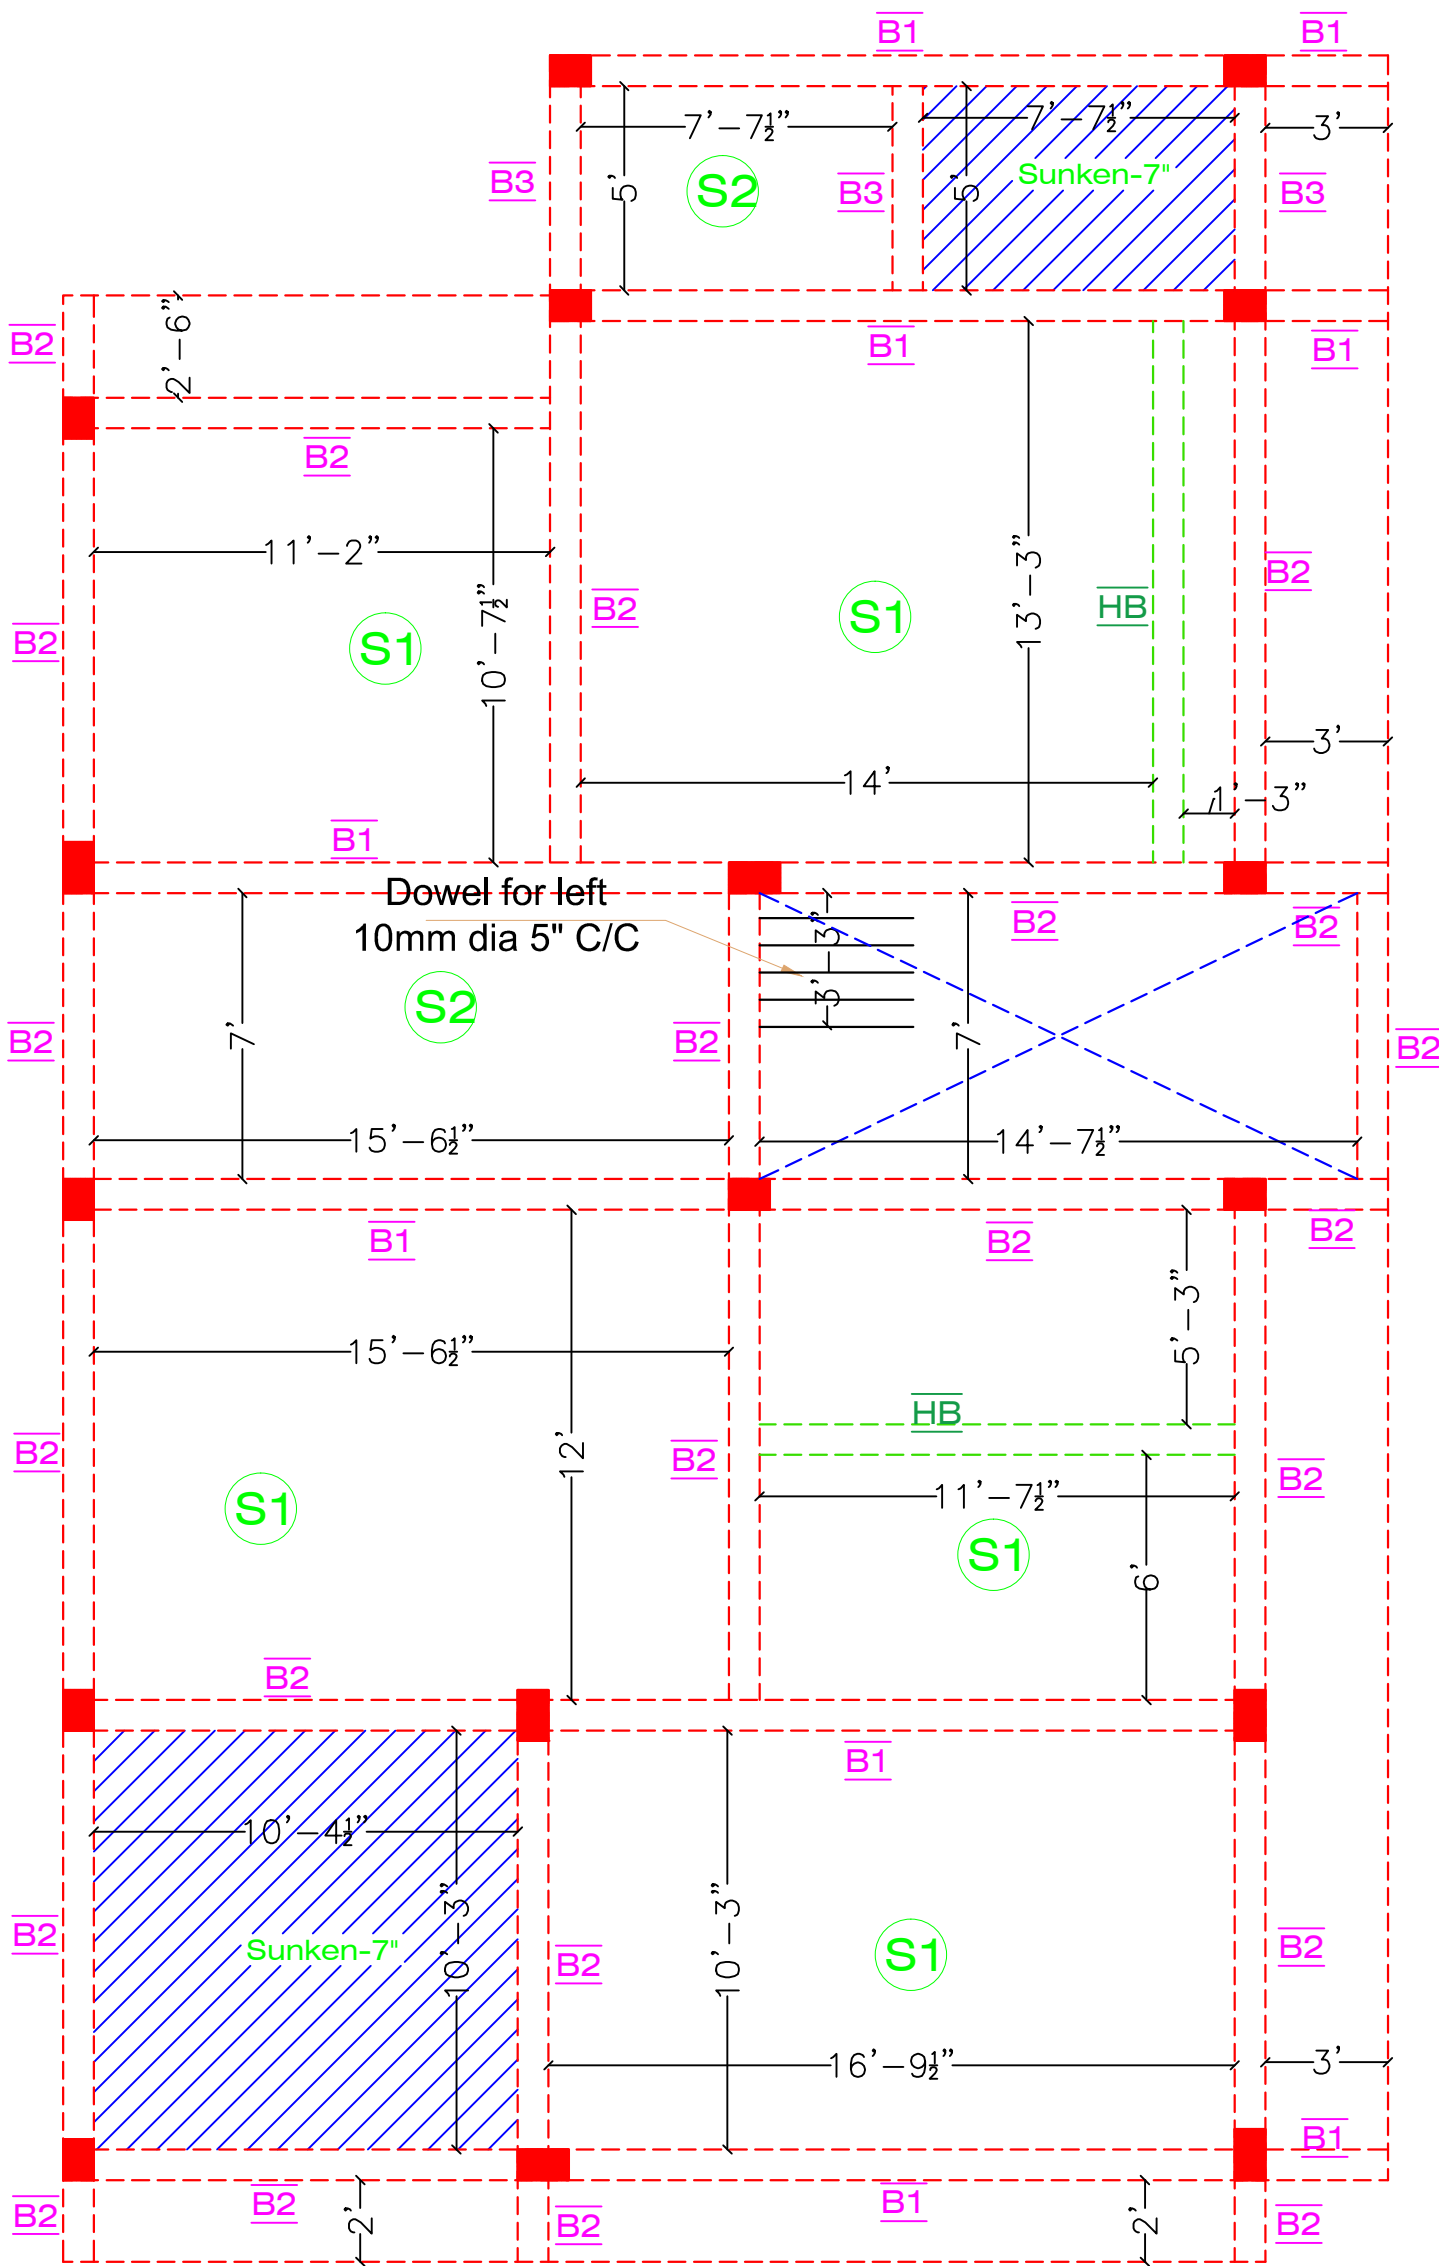 B1
B1
7'-7½"
7'-7½"
3'
B3
5'
S2
B3
5'
Sunken-7"
B3
B2
2'-6"
B1
B1
B2
11'-2"
13'-3"
B2
10'-7½"
B2
S1
B2
S1
HB
3'
14'
1'-3"
B1
Dowel for left
10mm dia 5" C/C
3'-3"
B2
B2
S2
B2
7'
B2
7'
B2
15'-6½"
14'-7½"
B1
B2
B2
5'-3"
15'-6½"
HB
B2
12'
B2
B2
11'-7½"
S1
S1
6'
B2
B1
10'-4½"
10'-3"
10'-3"
B2
Sunken-7"
B2
S1
B2
16'-9½"
3'
B1
B2
B2
2'
B2
B1
2'
B2